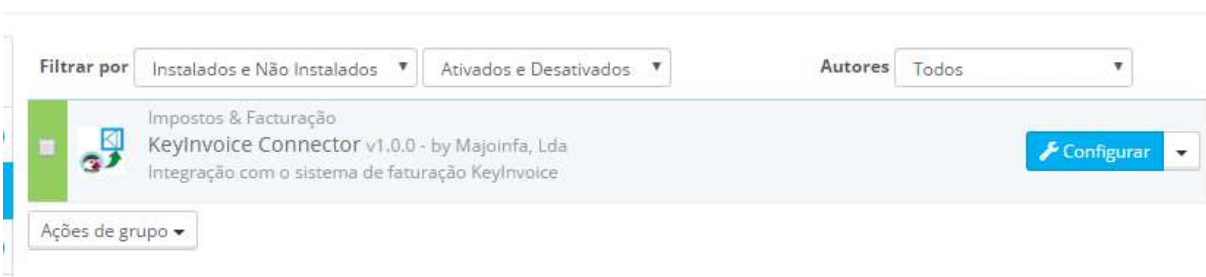 Filtrar por Instalados e Não Instalados Ativados e Desativados Autores Todos
Impostos & Facturação
KeyInvoice Connector v1.0.0 - by Majoinfa, Lda
Integração com o sistema de faturação KeyInvoice
Configurar
Ações de grupo